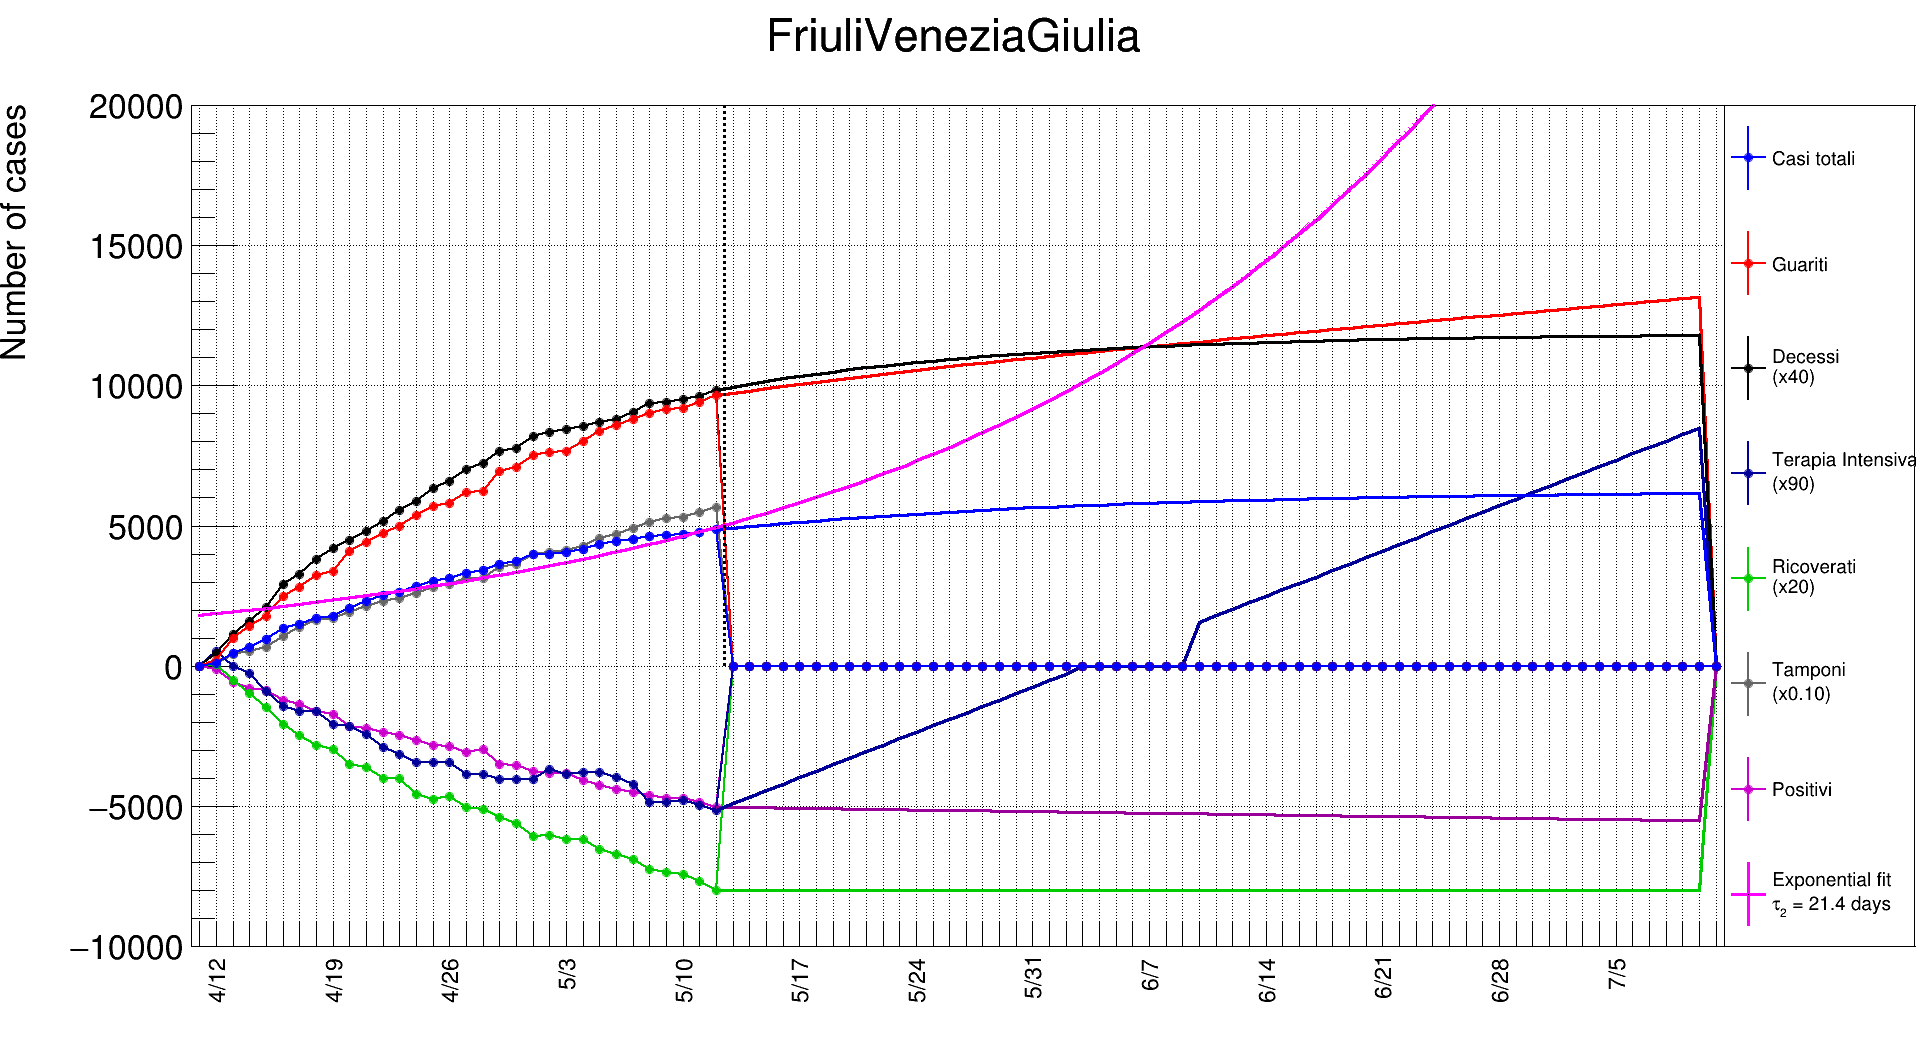 FriuliVeneziaGiulia
Number of cases
20000
15000
10000
5000
0
−5000
−10000
4/12
4/19
4/26
5/3
5/10
5/17
5/24
5/31
6/7
6/14
6/21
6/28
7/5
Casi totali
Guariti
Decessi
(x40)
Terapia Intensiva
(x90)
Ricoverati
(x20)
Tamponi
(x0.10)
Positivi
Exponential fit
τ2 = 21.4 days